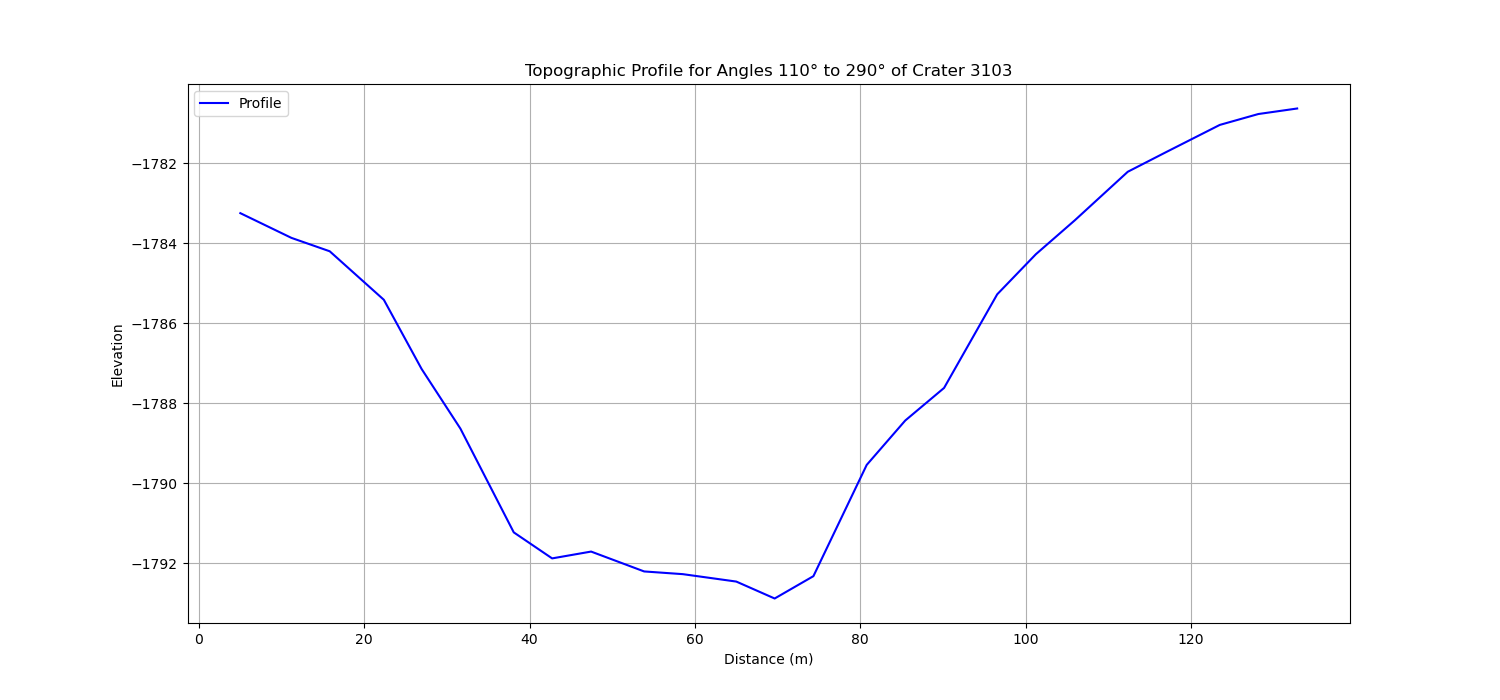 Topographic Profile for Angles 110° to 290° of Crater 3103
Profile
Elevation
−1782
−1784
−1786
−1788
−1790
−1792
0 20 40 60 80 100 120
Distance (m)